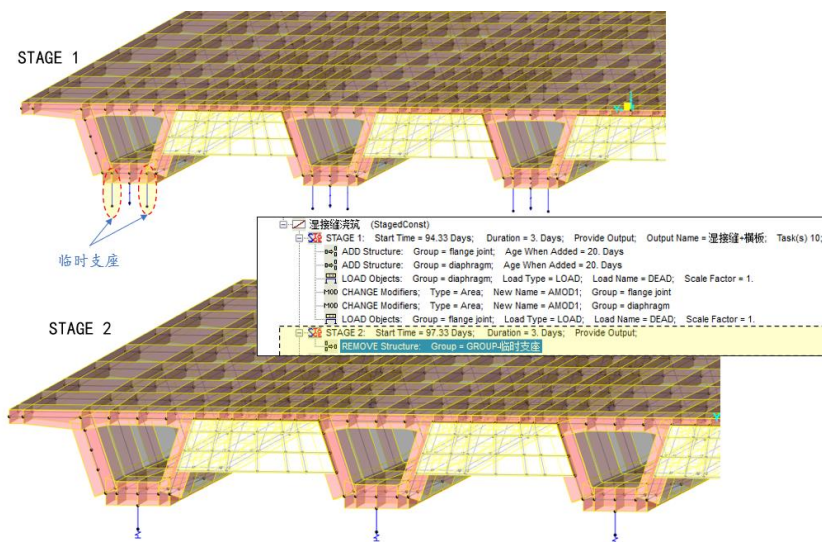 STAGE 1
临时支座
湿接缝浇筑 (StagedConst)
STAGE 1: Start Time = 94.33 Days; Duration = 3. Days; Provide Output; Output Name = 湿接缝+横板; Task(s) 10;
ADD Structure: Group = flange joint; Age When Added = 20. Days
ADD Structure: Group = diaphragm; Age When Added = 20. Days
LOAD Objects: Group = diaphragm; Load Type = LOAD; Load Name = DEAD; Scale Factor = 1.
MOD CHANGE Modifiers; Type = Area; New Name = AMOD1; Group = flange joint
MOD CHANGE Modifiers; Type = Area; New Name = AMOD1; Group = diaphragm
LOAD Objects: Group = flange joint; Load Type = LOAD; Load Name = DEAD; Scale Factor = 1.
STAGE 2: Start Time = 97.33 Days; Duration = 3. Days; Provide Output;
REMOVE Structure: Group = GROUP-临时支座
STAGE 2